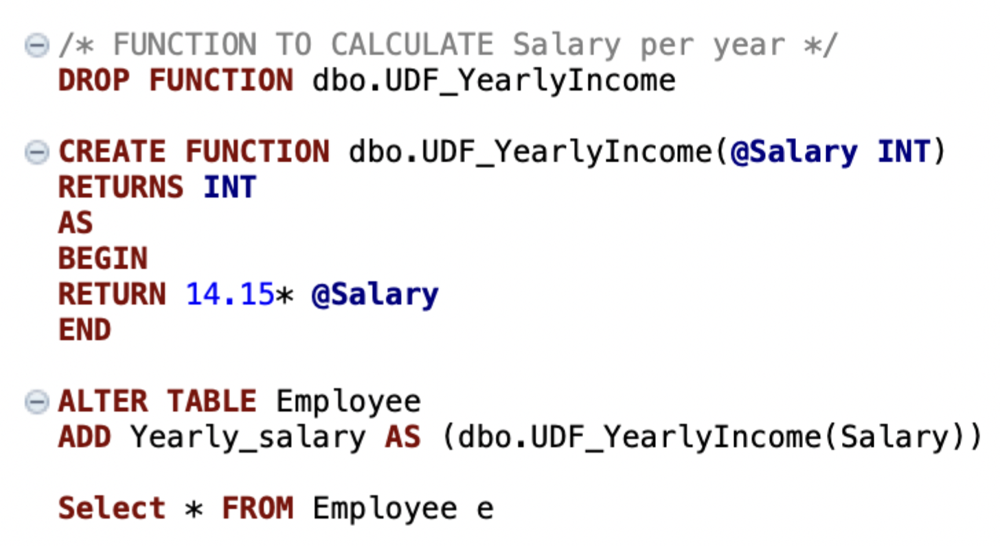 /* FUNCTION TO CALCULATE Salary per year */
DROP FUNCTION dbo.UDF_YearlyIncome
CREATE FUNCTION dbo.UDF_YearlyIncome(@Salary INT)
RETURNS INT
AS
BEGIN
RETURN 14.15* @Salary
END
ALTER TABLE Employee
ADD Yearly_salary AS (dbo.UDF_YearlyIncome(Salary))
Select * FROM Employee e